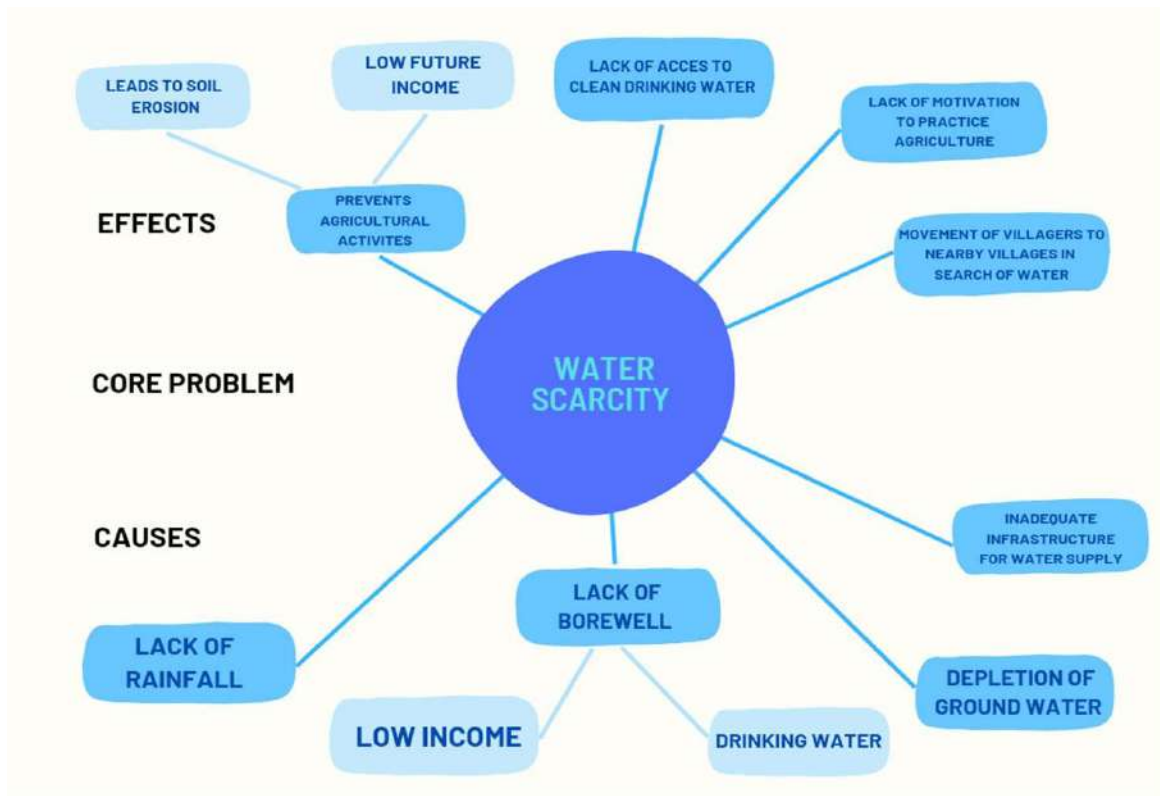 LEADS TO SOIL
EROSION
LOW FUTURE
INCOME
LACK OF ACCES TO
CLEAN DRINKING WATER
LACK OF MOTIVATION
TO PRACTICE
AGRICULTURE
EFFECTS
PREVENTS
AGRICULTURAL
ACTIVITES
MOVEMENT OF VILLAGERS TO
NEARBY VILLAGES IN
SEARCH OF WATER
CORE PROBLEM
WATER
SCARCITY
CAUSES
INADEQUATE
INFRASTRUCTURE
FOR WATER SUPPLY
LACK OF
BOREWELL
LACK OF
RAINFALL
DEPLETION OF
GROUND WATER
LOW INCOME
DRINKING WATER